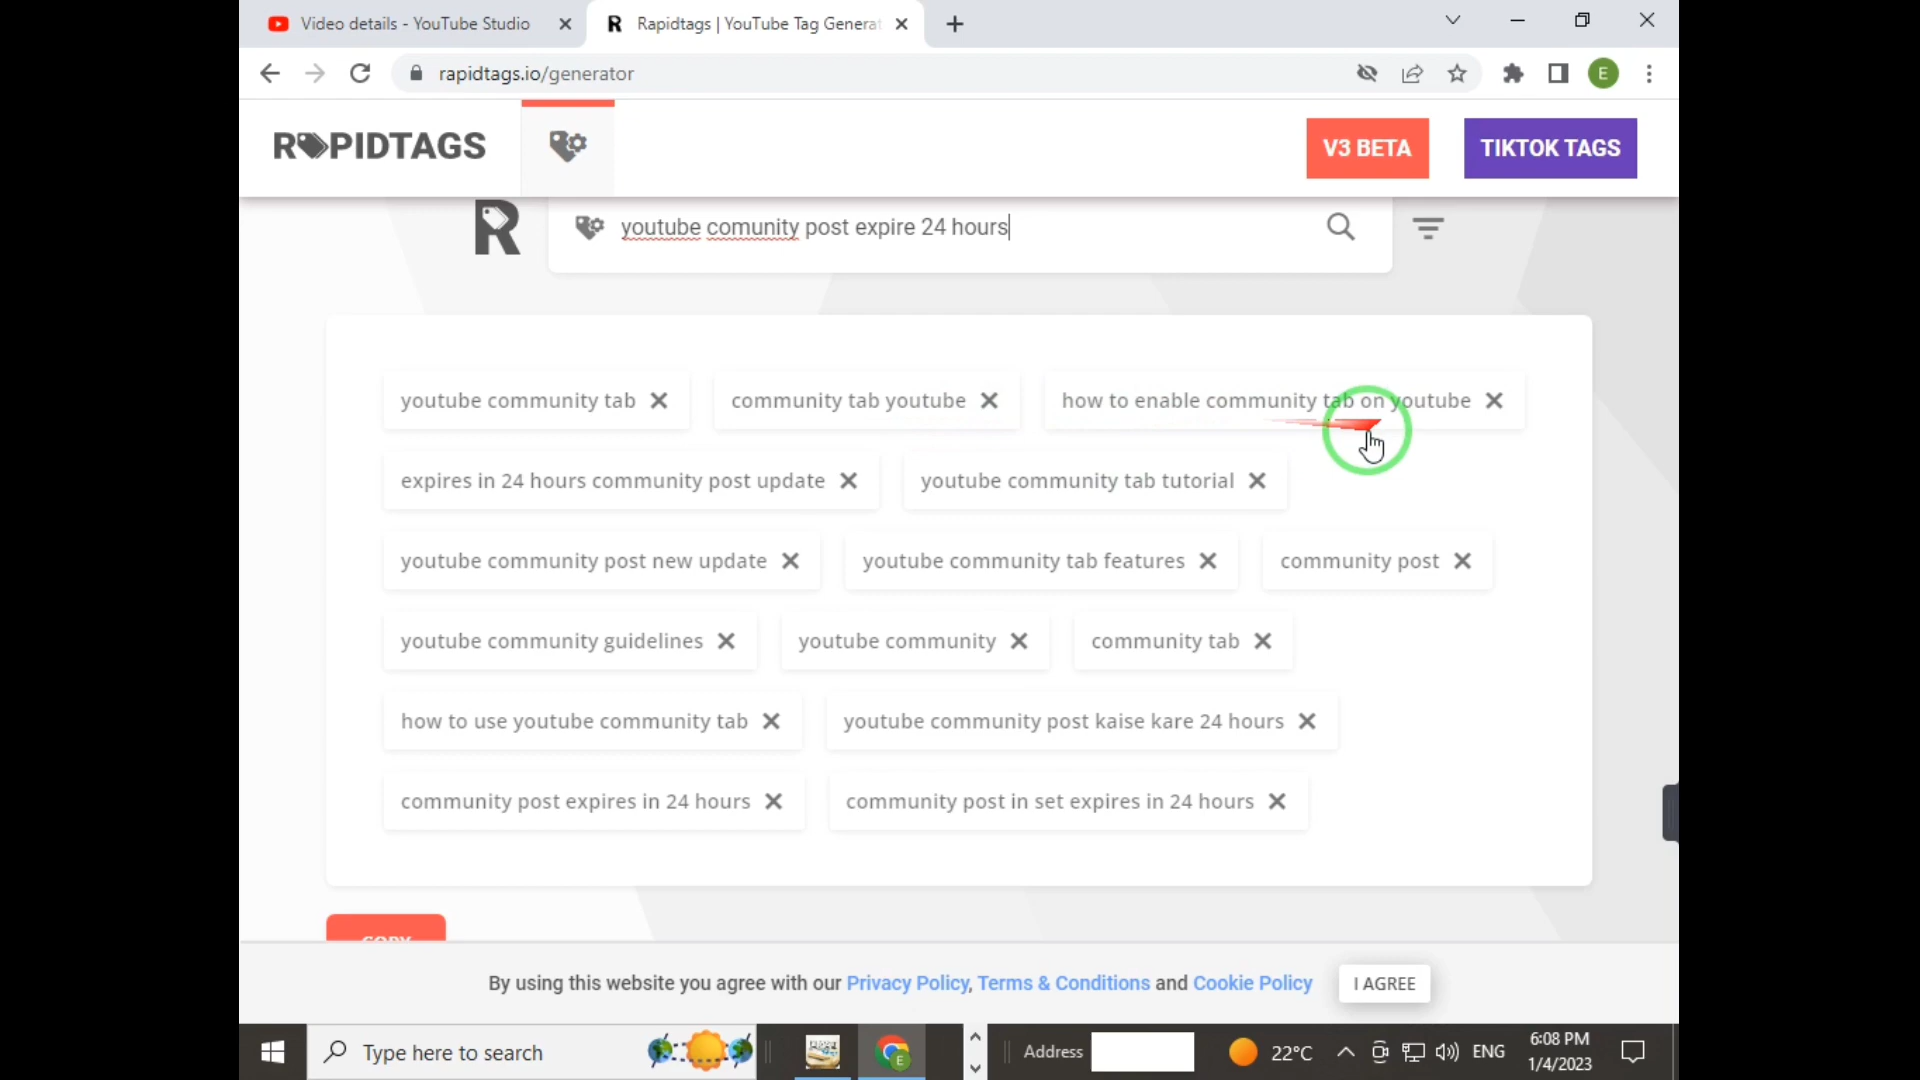 Video details - YouTube Studio
Rapidtags | YouTube Tag Generat
rapidtags.io/generator
E
RAPIDTAGS
V3 BETA
TIKTOK TAGS
R
youtube comunity post expire 24 hours
youtube community tab
community tab youtube
how to enable community tab on youtube
expires in 24 hours community post update
youtube community tab tutorial
youtube community post new update
youtube community tab features
community post
youtube community guidelines
youtube community
community tab
how to use youtube community tab
youtube community post kaise kare 24 hours
community post expires in 24 hours
community post in set expires in 24 hours
COPY
By using this website you agree with our Privacy Policy, Terms & Conditions and Cookie Policy
I AGREE
Type here to search
E
Address
22°C
ENG
6:08 PM
1/4/2023